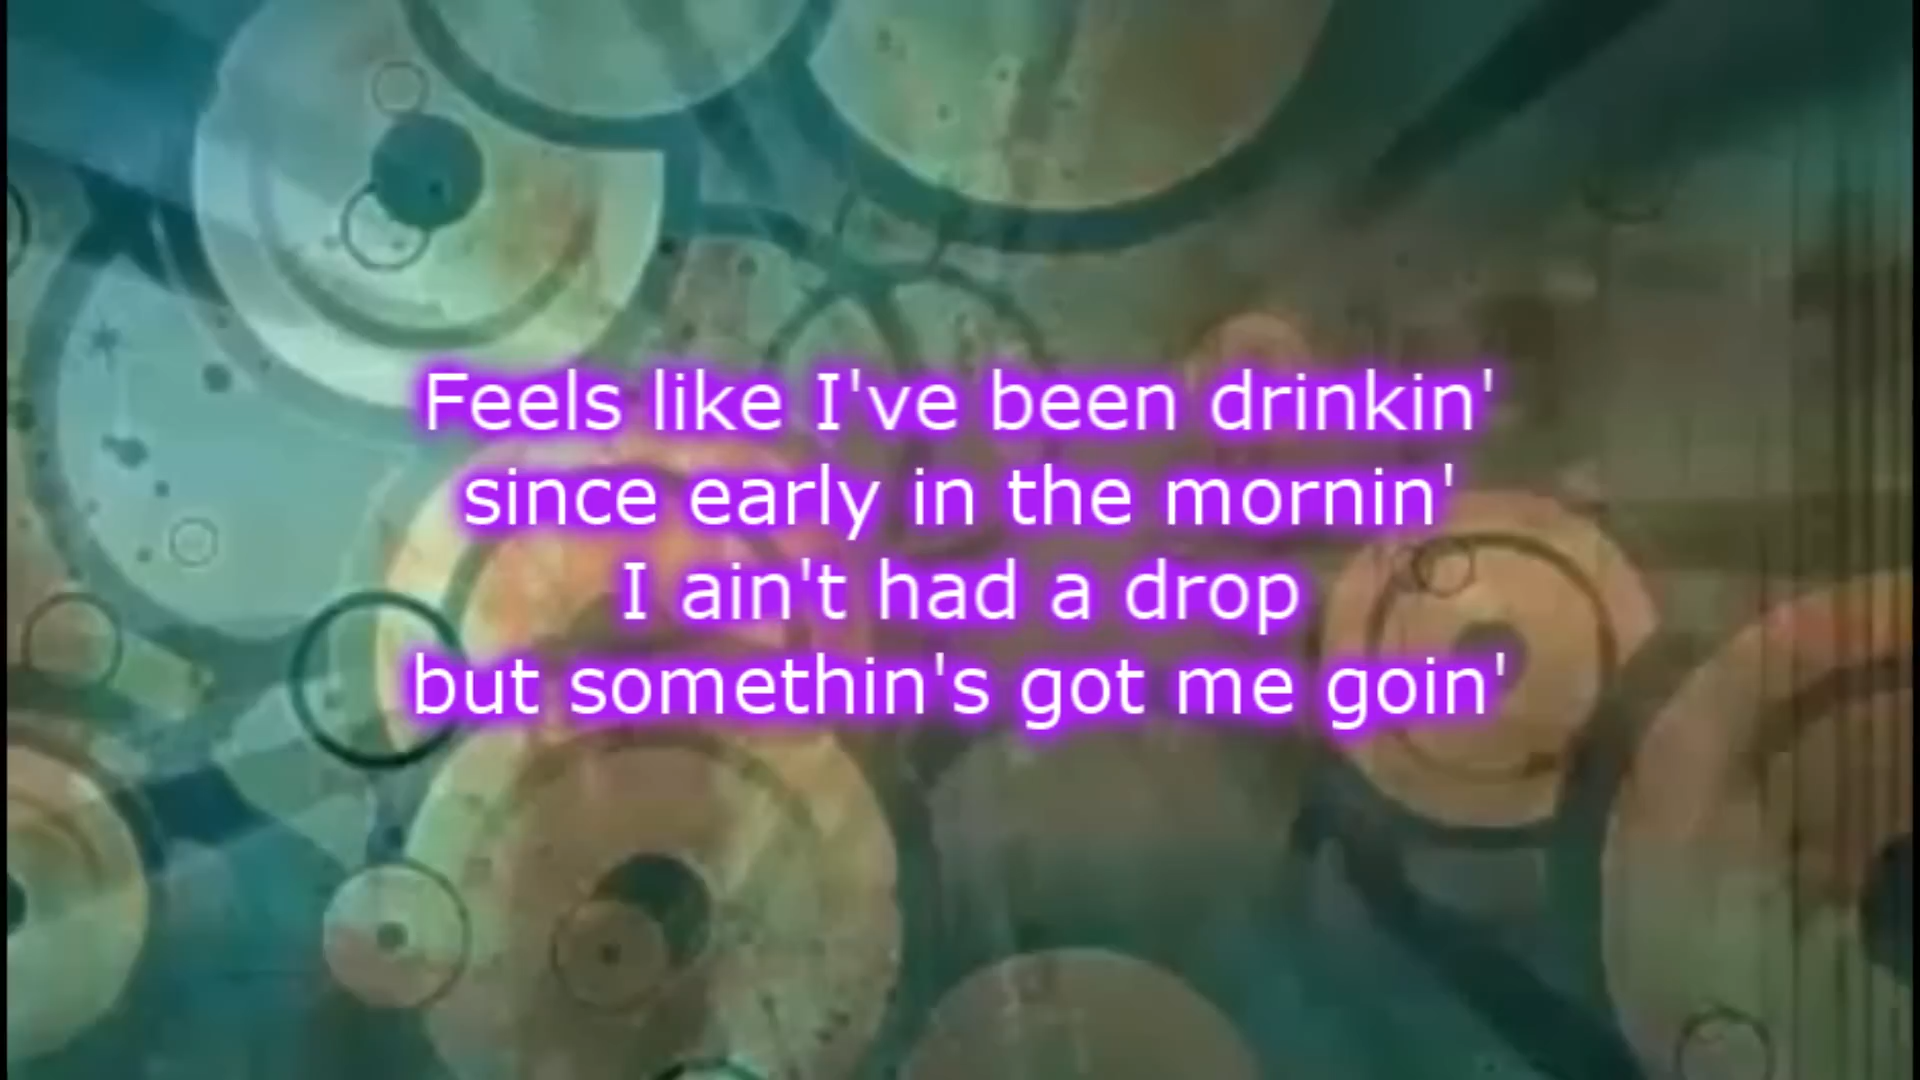 Feels like I've been drinkin'
since early in the mornin'
I ain't had a drop
but somethin's got me goin'